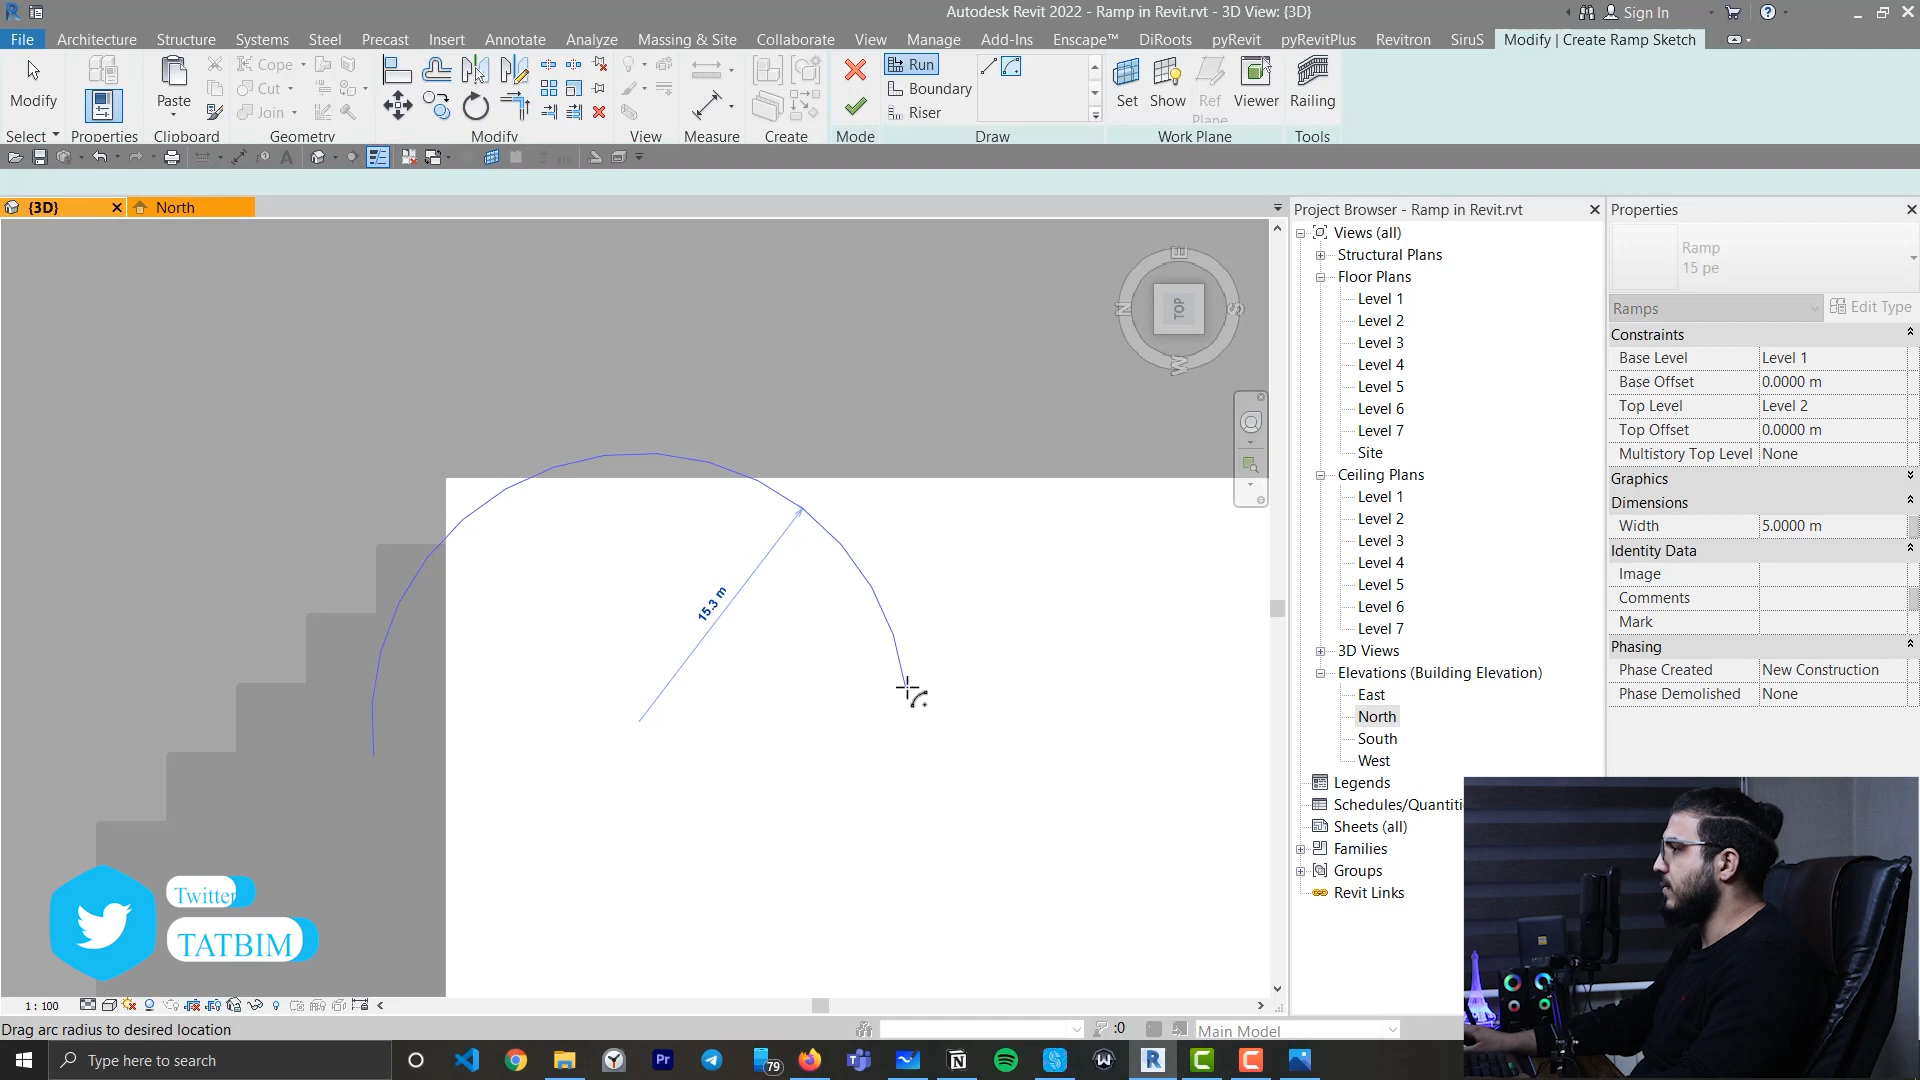 Autodesk Revit 2022 - Ramp in Revit.rvt - 3D View: {3D}
Sign In
File Architecture Structure Systems Steel Precast Insert Annotate Analyze Massing & Site Collaborate View Manage Add-Ins Enscape™ DiRoots pyRevit pyRevitPlus Revitron SiruS Modify | Create Ramp Sketch
Cope
Cut
Join
Modify
Paste
Run
Boundary
Riser
Set Show Ref Plane Viewer Railing
Select Properties Clipboard Geometry Modify View Measure Create Mode Draw Work Plane Tools
{3D}
North
TOP
E
N
S
W
15.3 m
Project Browser - Ramp in Revit.rvt
Views (all)
Structural Plans
Floor Plans
Level 1
Level 2
Level 3
Level 4
Level 5
Level 6
Level 7
Site
Ceiling Plans
Level 1
Level 2
Level 3
Level 4
Level 5
Level 6
Level 7
3D Views
Elevations (Building Elevation)
East
North
South
West
Legends
Schedules/Quantiti
Sheets (all)
Families
Groups
Revit Links
Properties
Ramp
15 pe
Ramps
Edit Type
Constraints
Base Level Level 1
Base Offset 0.0000 m
Top Level Level 2
Top Offset 0.0000 m
Multistory Top Level None
Graphics
Dimensions
Width 5.0000 m
Identity Data
Image
Comments
Mark
Phasing
Phase Created New Construction
Phase Demolished None
Twitter
TATBIM
1 : 100
Drag arc radius to desired location
:0
Main Model
Type here to search
Pr
79
N
W
R
C
C